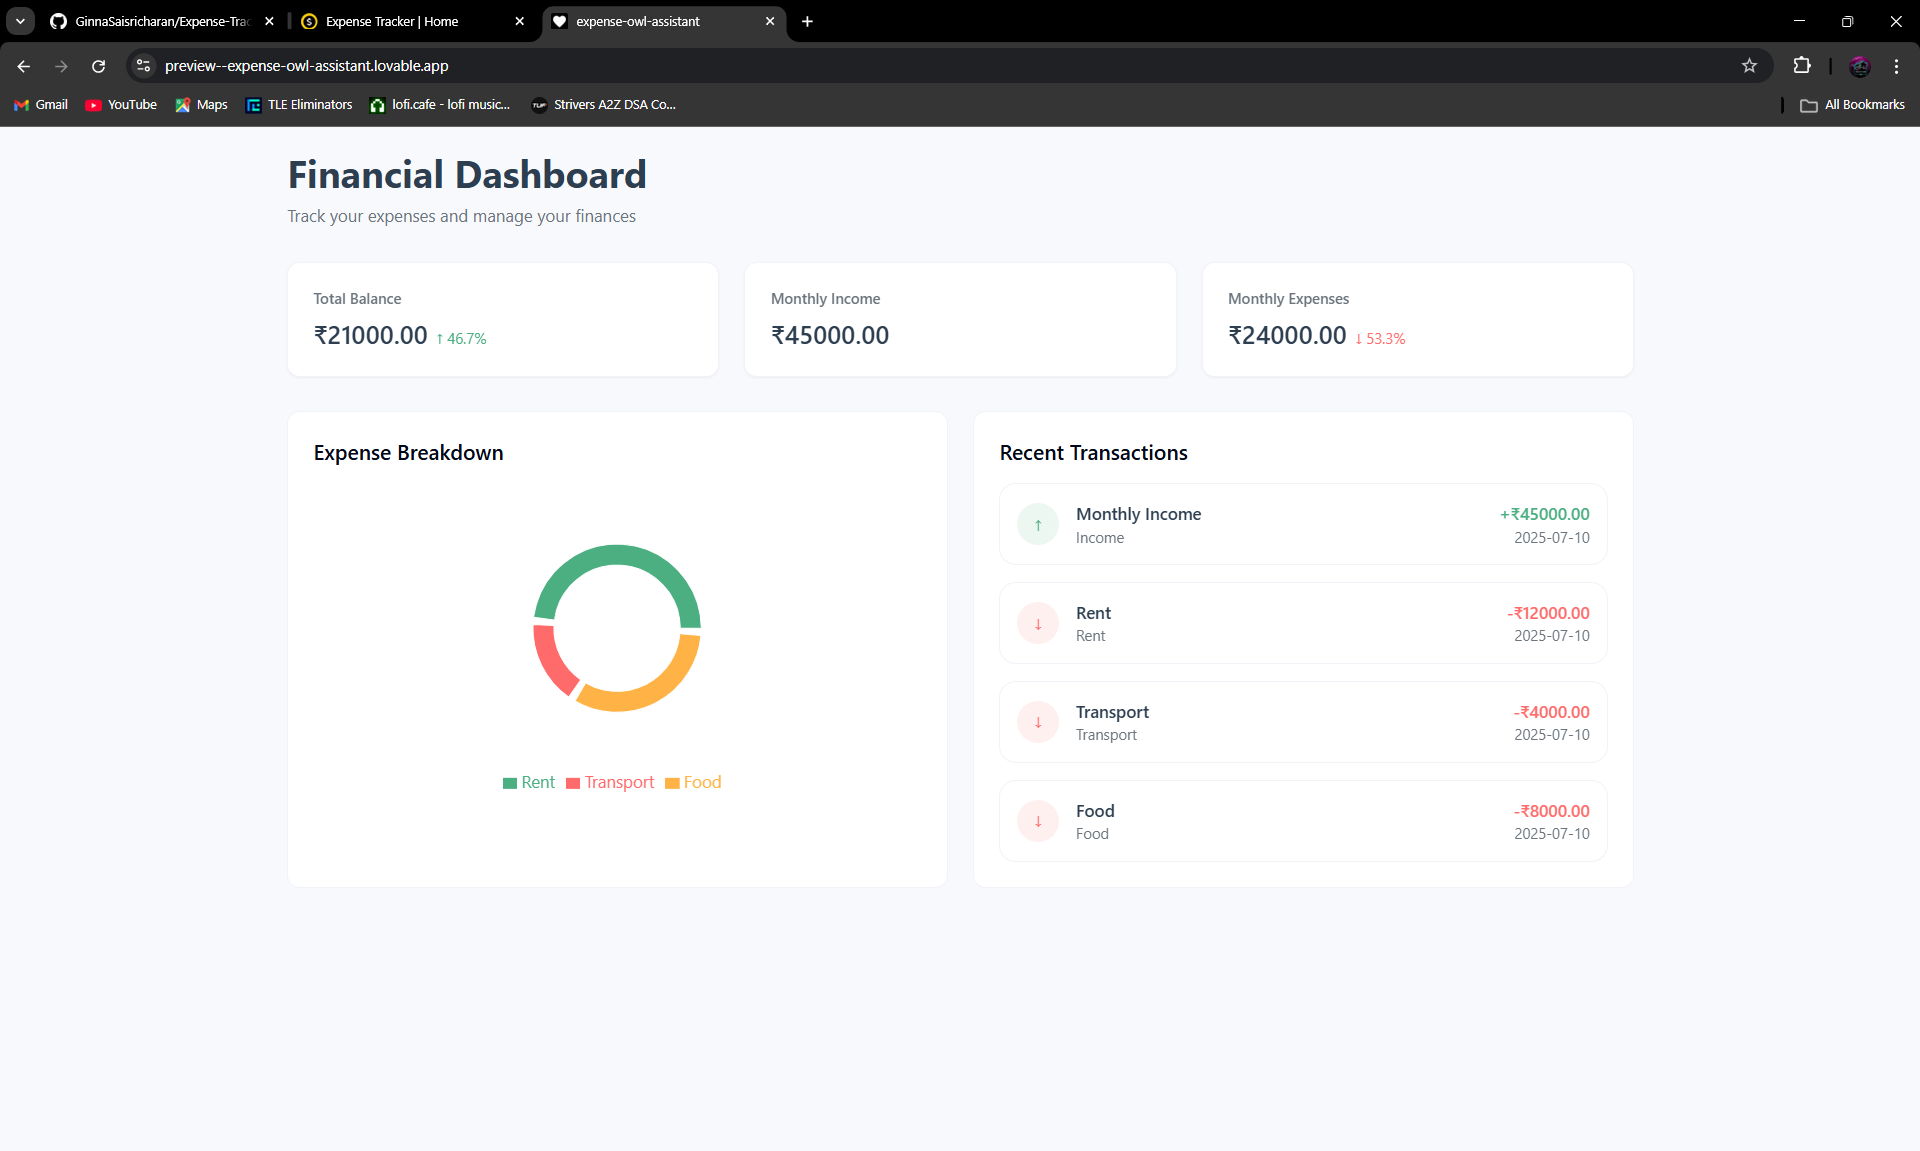 GinnaSaisricharan/Expense-Trac
Expense Tracker | Home
expense-owl-assistant
preview--expense-owl-assistant.lovable.app
Gmail
YouTube
Maps
TLE Eliminators
lofi.cafe - lofi music...
TUF
Strivers A2Z DSA Co...
All Bookmarks
Financial Dashboard
Track your expenses and manage your finances
Total Balance
₹21000.00 ↑ 46.7%
Monthly Income
₹45000.00
Monthly Expenses
₹24000.00 ↓ 53.3%
Expense Breakdown
Rent Transport Food
Recent Transactions
↑
Monthly Income
+₹45000.00
Income
2025-07-10
↓
Rent
-₹12000.00
Rent
2025-07-10
↓
Transport
-₹4000.00
Transport
2025-07-10
↓
Food
-₹8000.00
Food
2025-07-10